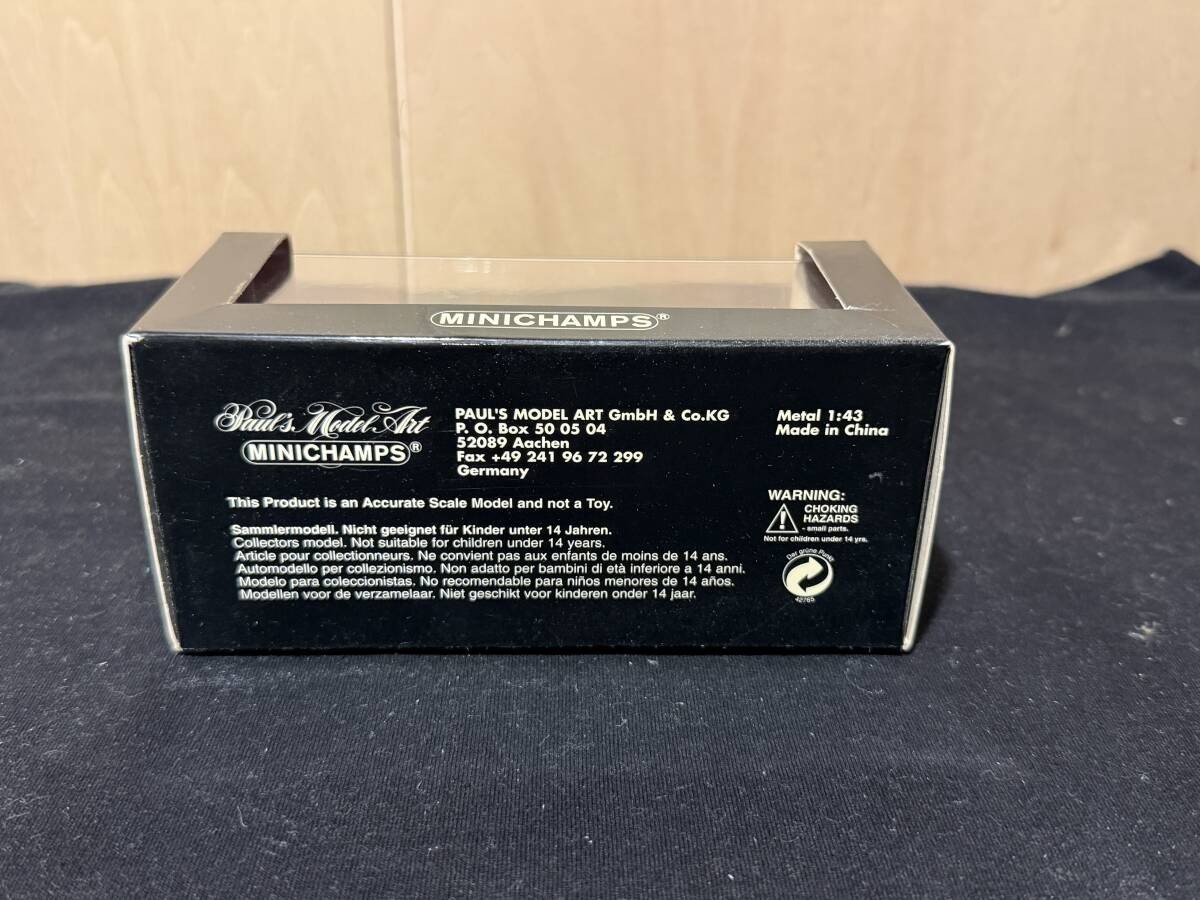 MINICHAMPS®
Paul's Model Art
MINICHAMPS®
PAUL'S MODEL ART GmbH & Co.KG
P. O. Box 50 05 04
52089 Aachen
Fax +49 241 96 72 299
Germany
Metal 1:43
Made in China
This Product is an Accurate Scale Model and not a Toy.
Sammlermodell. Nicht geeignet für Kinder unter 14 Jahren.
Collectors model. Not suitable for children under 14 years.
Article pour collectionneurs. Ne convient pas aux enfants de moins de 14 ans.
Automodello per collezionismo. Non adatto per bambini di età inferiore a 14 anni.
Modelo para coleccionistas. No recomendable para niños menores de 14 años.
Modellen voor de verzamelaar. Niet geschikt voor kinderen onder 14 jaar.
WARNING:
CHOKING
HAZARDS
- small parts.
Not for children under 14 yrs.
Der grüne Punkt
42765